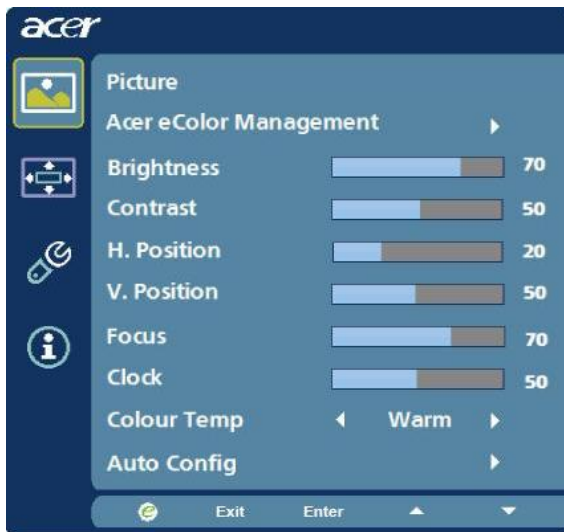 acer
Picture
Acer eColor Management
Brightness 70
Contrast 50
H. Position 20
V. Position 50
Focus 70
Clock 50
Colour Temp Warm
Auto Config
e Exit Enter